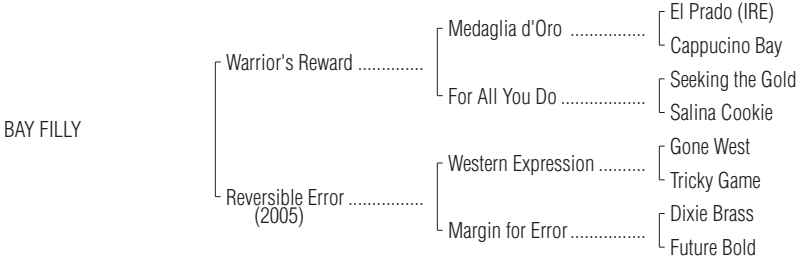 El Prado (IRE)
Medaglia d'Oro ................
Cappucino Bay
Warrior's Reward ..............
Seeking the Gold
For All You Do ..................
Salina Cookie
BAY FILLY
Gone West
Western Expression ..........
Tricky Game
Reversible Error ................
(2005)
Dixie Brass
Margin for Error ................
Future Bold